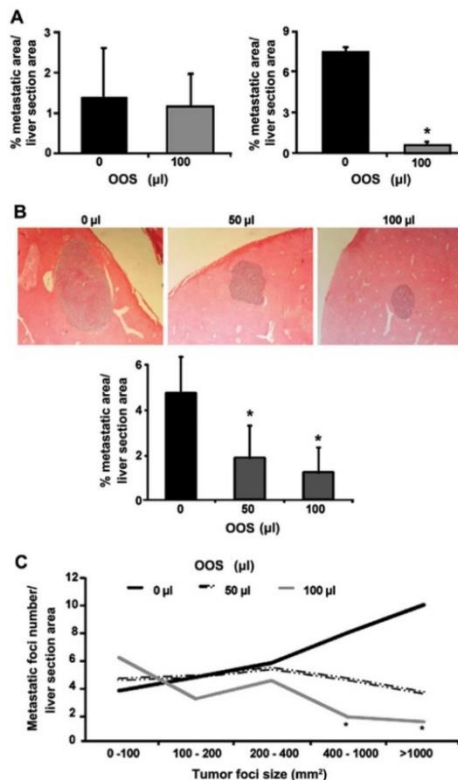 A
% metastatic area/
liver section area
3
2
1
0
0
100
OOS (µl)
% metastatic area/
liver section area
9
6
3
0
*
0
100
OOS (µl)
B
0 µl
50 µl
100 µl
% metastatic area/
liver section area
6
4
2
0
*
*
0
50
100
OOS (µl)
C
OOS (µl)
0 µl
50 µl
100 µl
Metastatic foci number/
liver section area
12
10
8
6
4
2
0
*
*
0 -100
100 - 200
200 - 400
400 - 1000
>1000
Tumor foci size (mm²)